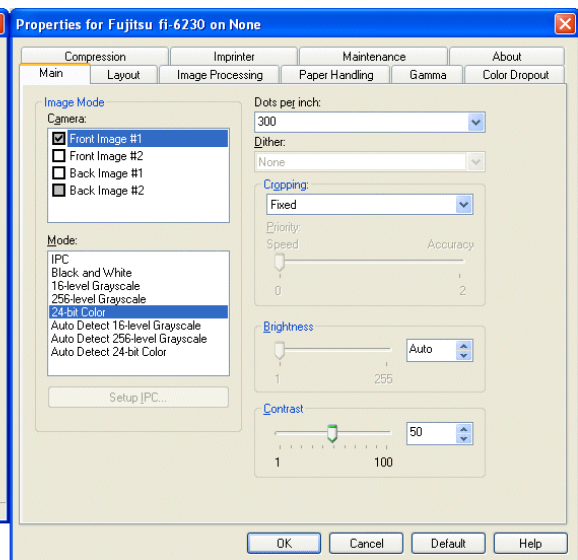 Properties for Fujitsu fi-6230 on None
Compression Imprinter Maintenance About
Main Layout Image Processing Paper Handling Gamma Color Dropout
Image Mode
Camera:
Front Image #1
Front Image #2
Back Image #1
Back Image #2
Mode:
IPC
Black and White
16-level Grayscale
256-level Grayscale
24-bit Color
Auto Detect 16-level Grayscale
Auto Detect 256-level Grayscale
Auto Detect 24-bit Color
Setup IPC...
Dots per inch:
300
Dither:
None
Cropping:
Fixed
Priority:
Speed Accuracy
0 2
Brightness
Auto
1 255
Contrast
50
1 100
OK Cancel Default Help